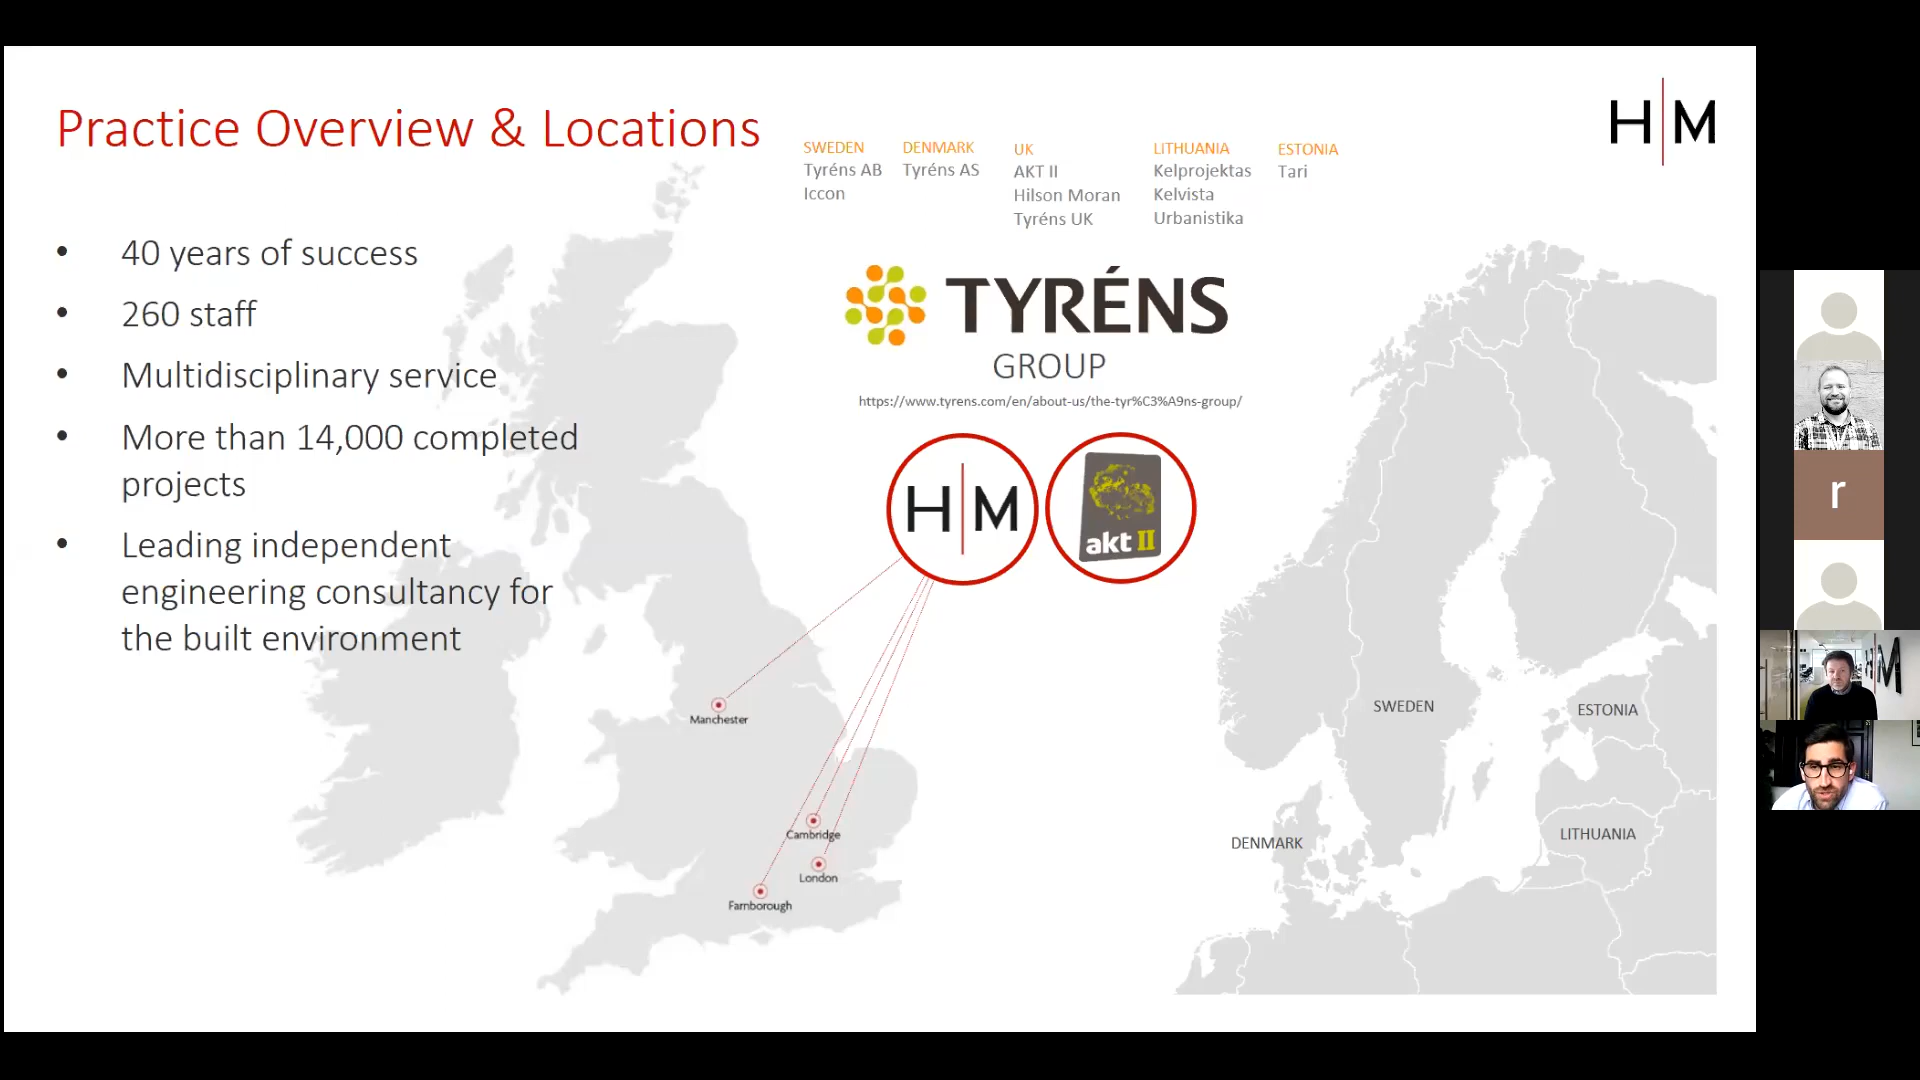 Practice Overview & Locations
H|M
SWEDEN
Tyréns AB
Iccon
DENMARK
Tyréns AS
UK
AKT II
Hilson Moran
Tyréns UK
LITHUANIA
Kelprojektas
Kelvista
Urbanistika
ESTONIA
Tari
• 40 years of success
• 260 staff
• Multidisciplinary service
• More than 14,000 completed
projects
• Leading independent
engineering consultancy for
the built environment
TYRÉNS
GROUP
https://www.tyrens.com/en/about-us/the-tyr%C3%A9ns-group/
H|M
akt II
Manchester
Cambridge
London
Farnborough
SWEDEN
ESTONIA
DENMARK
LITHUANIA
r
M